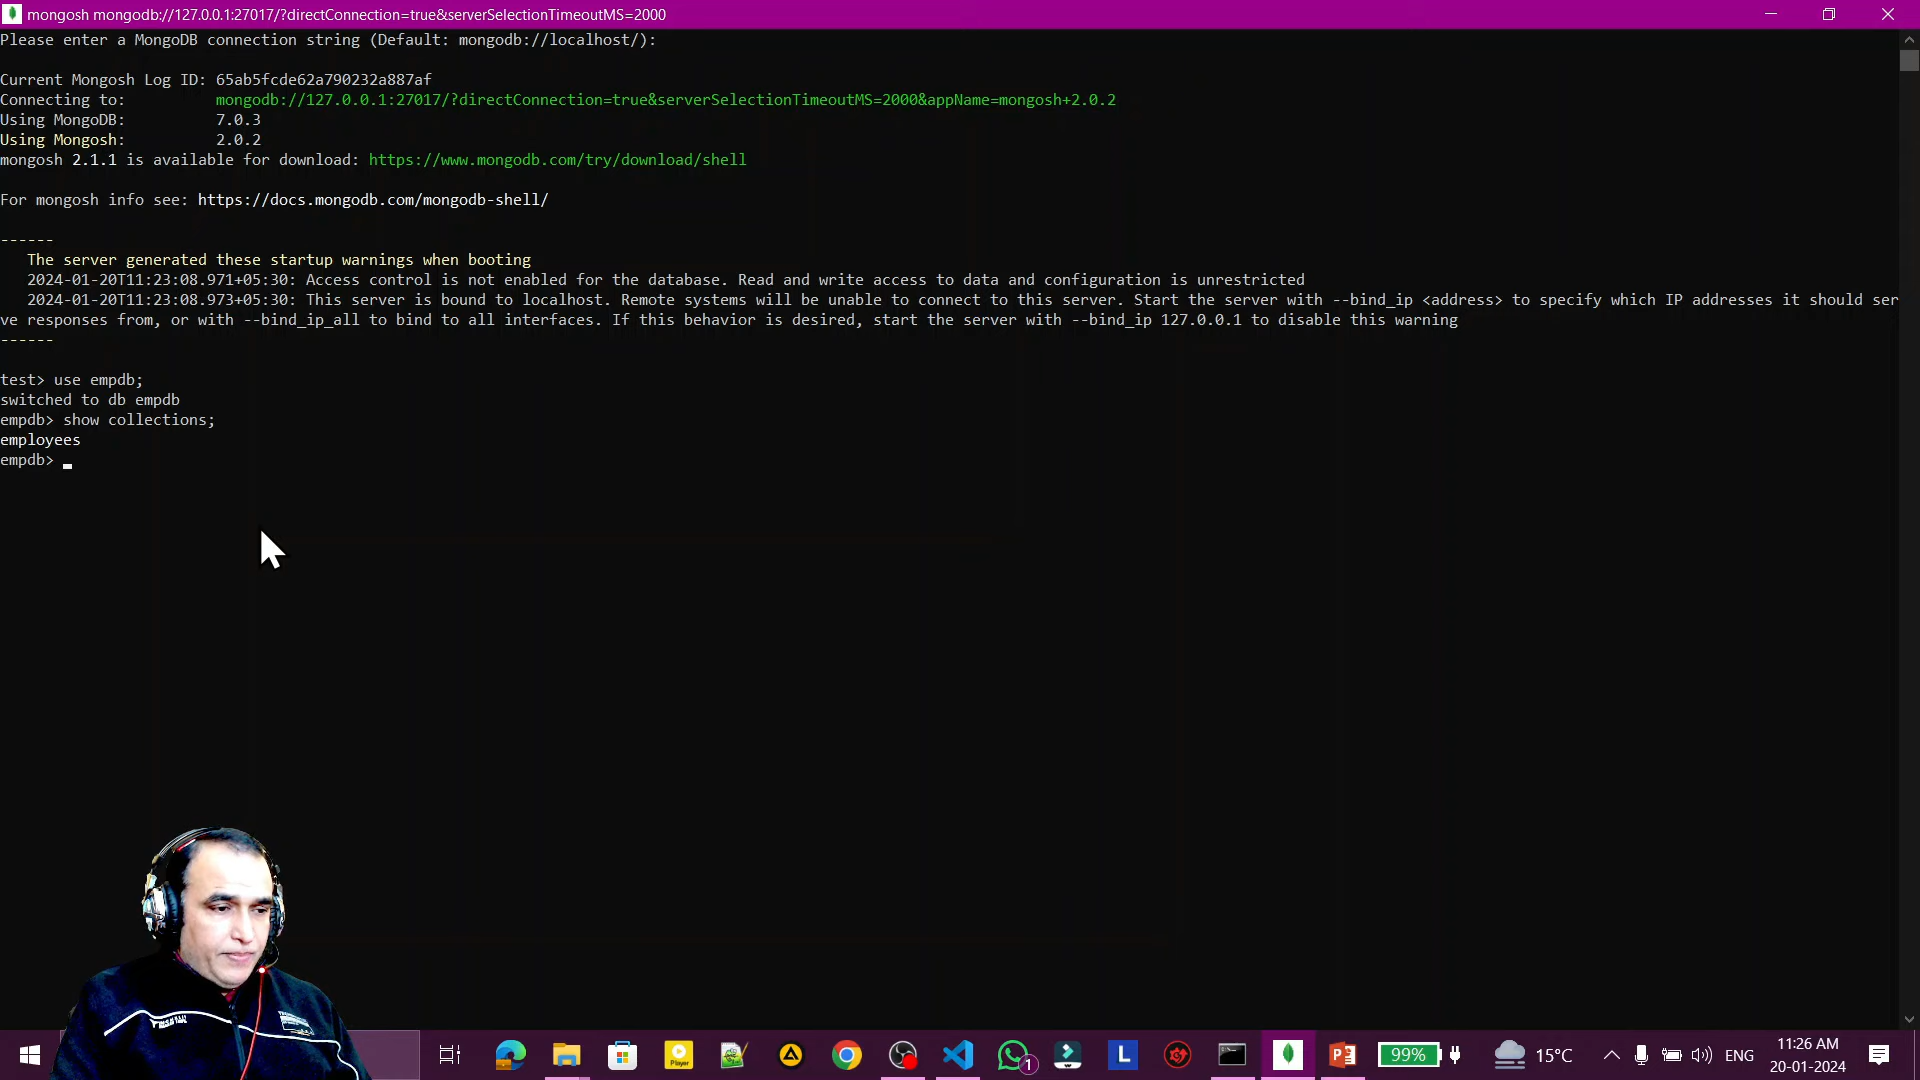 mongosh mongodb://127.0.0.1:27017/?directConnection=true&serverSelectionTimeoutMS=2000
Please enter a MongoDB connection string (Default: mongodb://localhost/):
Current Mongosh Log ID: 65ab5fcde62a790232a887af
Connecting to: mongodb://127.0.0.1:27017/?directConnection=true&serverSelectionTimeoutMS=2000&appName=mongosh+2.0.2
Using MongoDB: 7.0.3
Using Mongosh: 2.0.2
mongosh 2.1.1 is available for download: https://www.mongodb.com/try/download/shell
For mongosh info see: https://docs.mongodb.com/mongodb-shell/
------
The server generated these startup warnings when booting
2024-01-20T11:23:08.971+05:30: Access control is not enabled for the database. Read and write access to data and configuration is unrestricted
2024-01-20T11:23:08.973+05:30: This server is bound to localhost. Remote systems will be unable to connect to this server. Start the server with --bind_ip <address> to specify which IP addresses it should ser
ve responses from, or with --bind_ip_all to bind to all interfaces. If this behavior is desired, start the server with --bind_ip 127.0.0.1 to disable this warning
------
test> use empdb;
switched to db empdb
empdb> show collections;
employees
empdb>
Player
1
L
99%
15°C
ENG
11:26 AM
20-01-2024